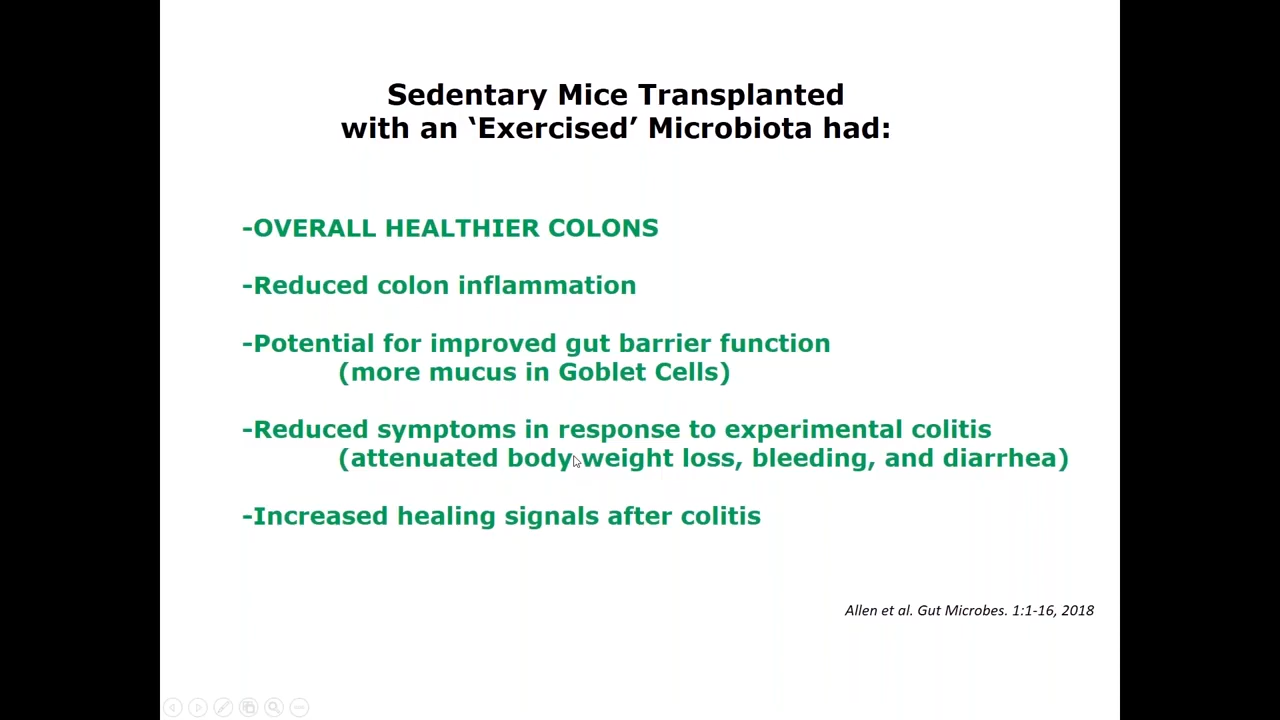 Sedentary Mice Transplanted
with an ‘Exercised’ Microbiota had:
-OVERALL HEALTHIER COLONS
-Reduced colon inflammation
-Potential for improved gut barrier function
(more mucus in Goblet Cells)
-Reduced symptoms in response to experimental colitis
(attenuated body weight loss, bleeding, and diarrhea)
-Increased healing signals after colitis
Allen et al. Gut Microbes. 1:1-16, 2018